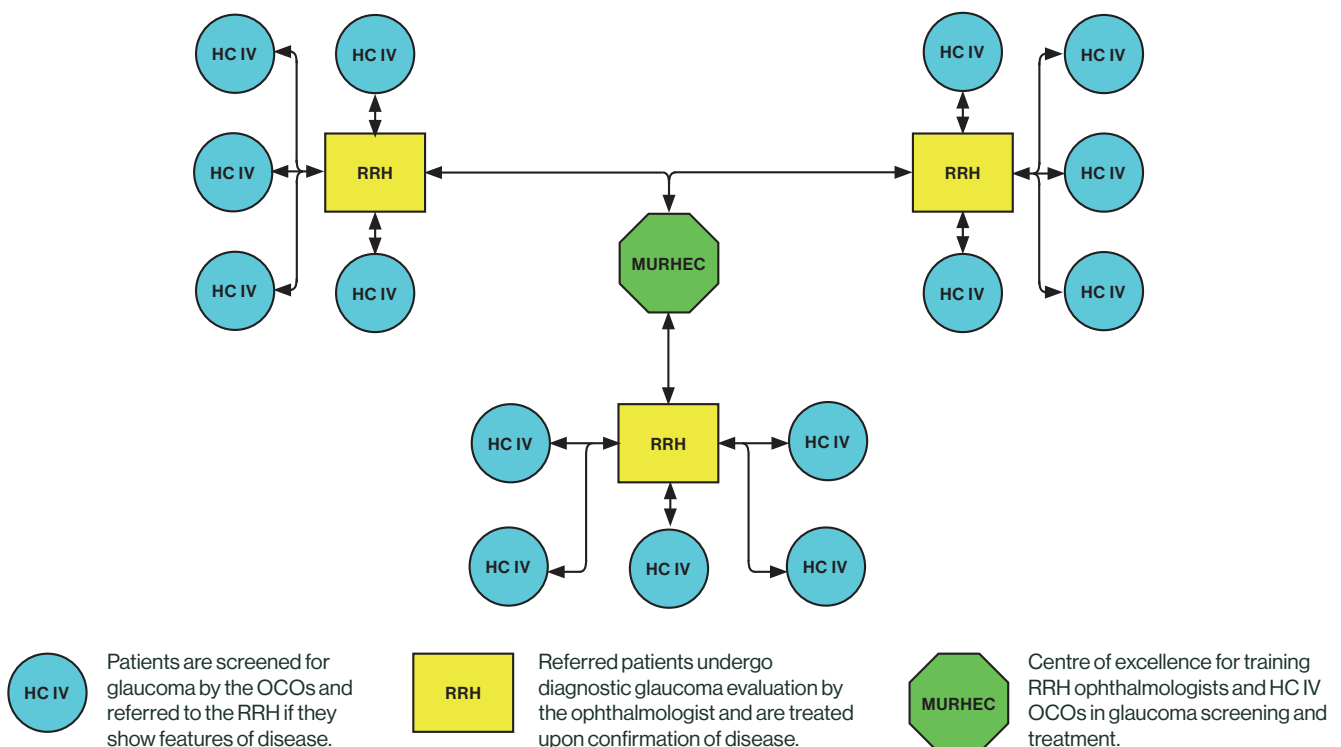 HC IV
HC IV
HC IV
HC IV
HC IV
RRH
HC IV
HC IV
RRH
HC IV
MURHEC
HC IV
HC IV
HC IV
HC IV
HC IV
RRH
HC IV
HC IV
HC IV
HC IV
HC IV
Patients are screened for
glaucoma by the OCOs and
referred to the RRH if they
show features of disease.
RRH
Referred patients undergo
diagnostic glaucoma evaluation by
the ophthalmologist and are treated
upon confirmation of disease.
MURHEC
Centre of excellence for training
RRH ophthalmologists and HC IV
OCOs in glaucoma screening and
treatment.